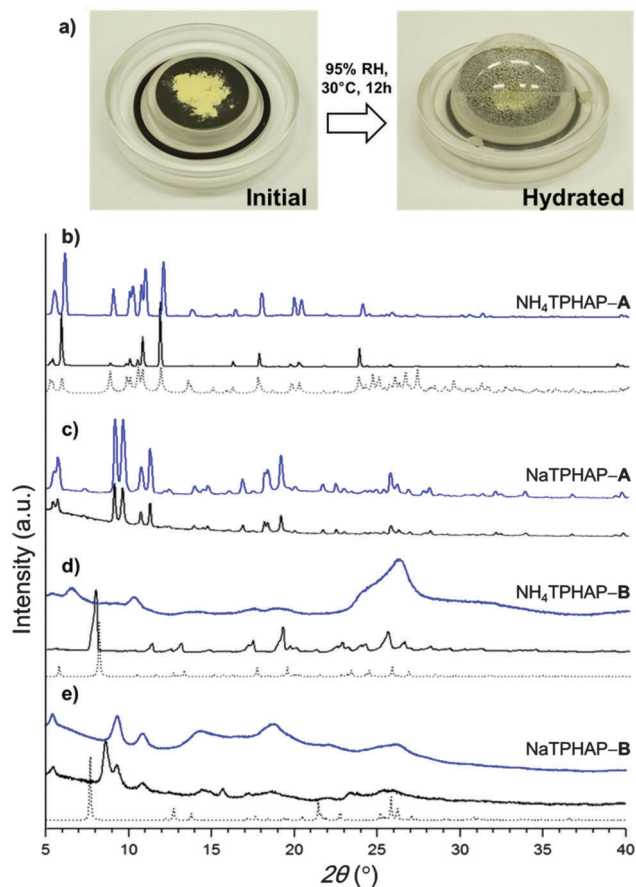 a)
95% RH,
30°C, 12h
Initial
Hydrated
b)
NH₄TPHAP–A
c)
NaTPHAP–A
d)
NH₄TPHAP–B
e)
NaTPHAP–B
Intensity (a.u.)
5 10 15 20 25 30 35 40
2θ (°)